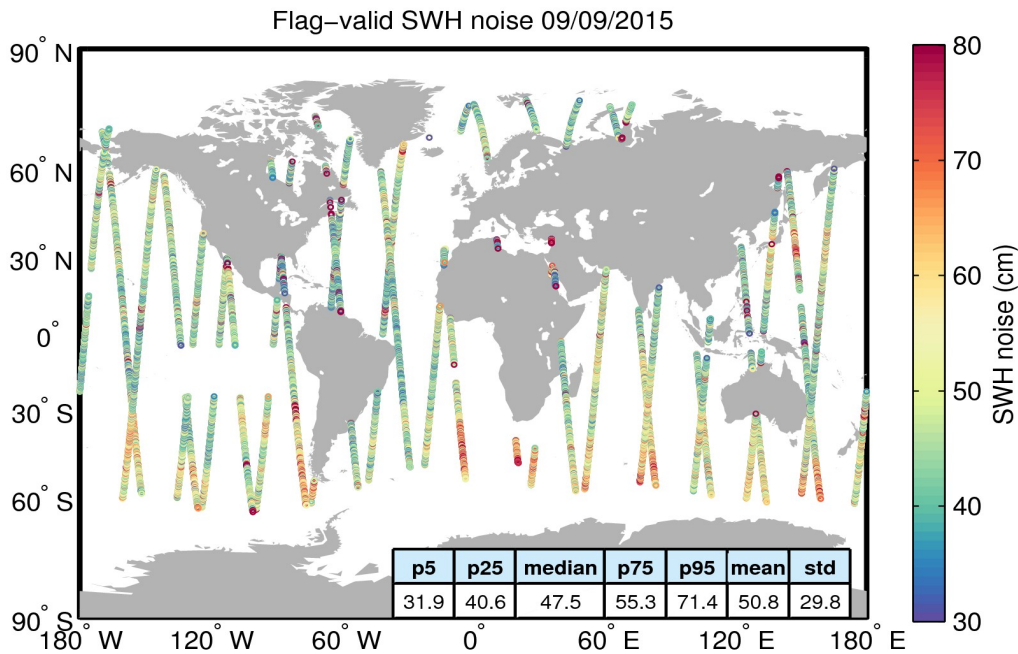 Flag−valid SWH noise 09/09/2015
90° N
60° N
30° N
0°
30° S
60° S
90° S
180° W
120° W
60° W
0°
60° E
120° E
180° E
p5 p25 median p75 p95 mean std
31.9 40.6 47.5 55.3 71.4 50.8 29.8
80
70
60
50
40
30
SWH noise (cm)